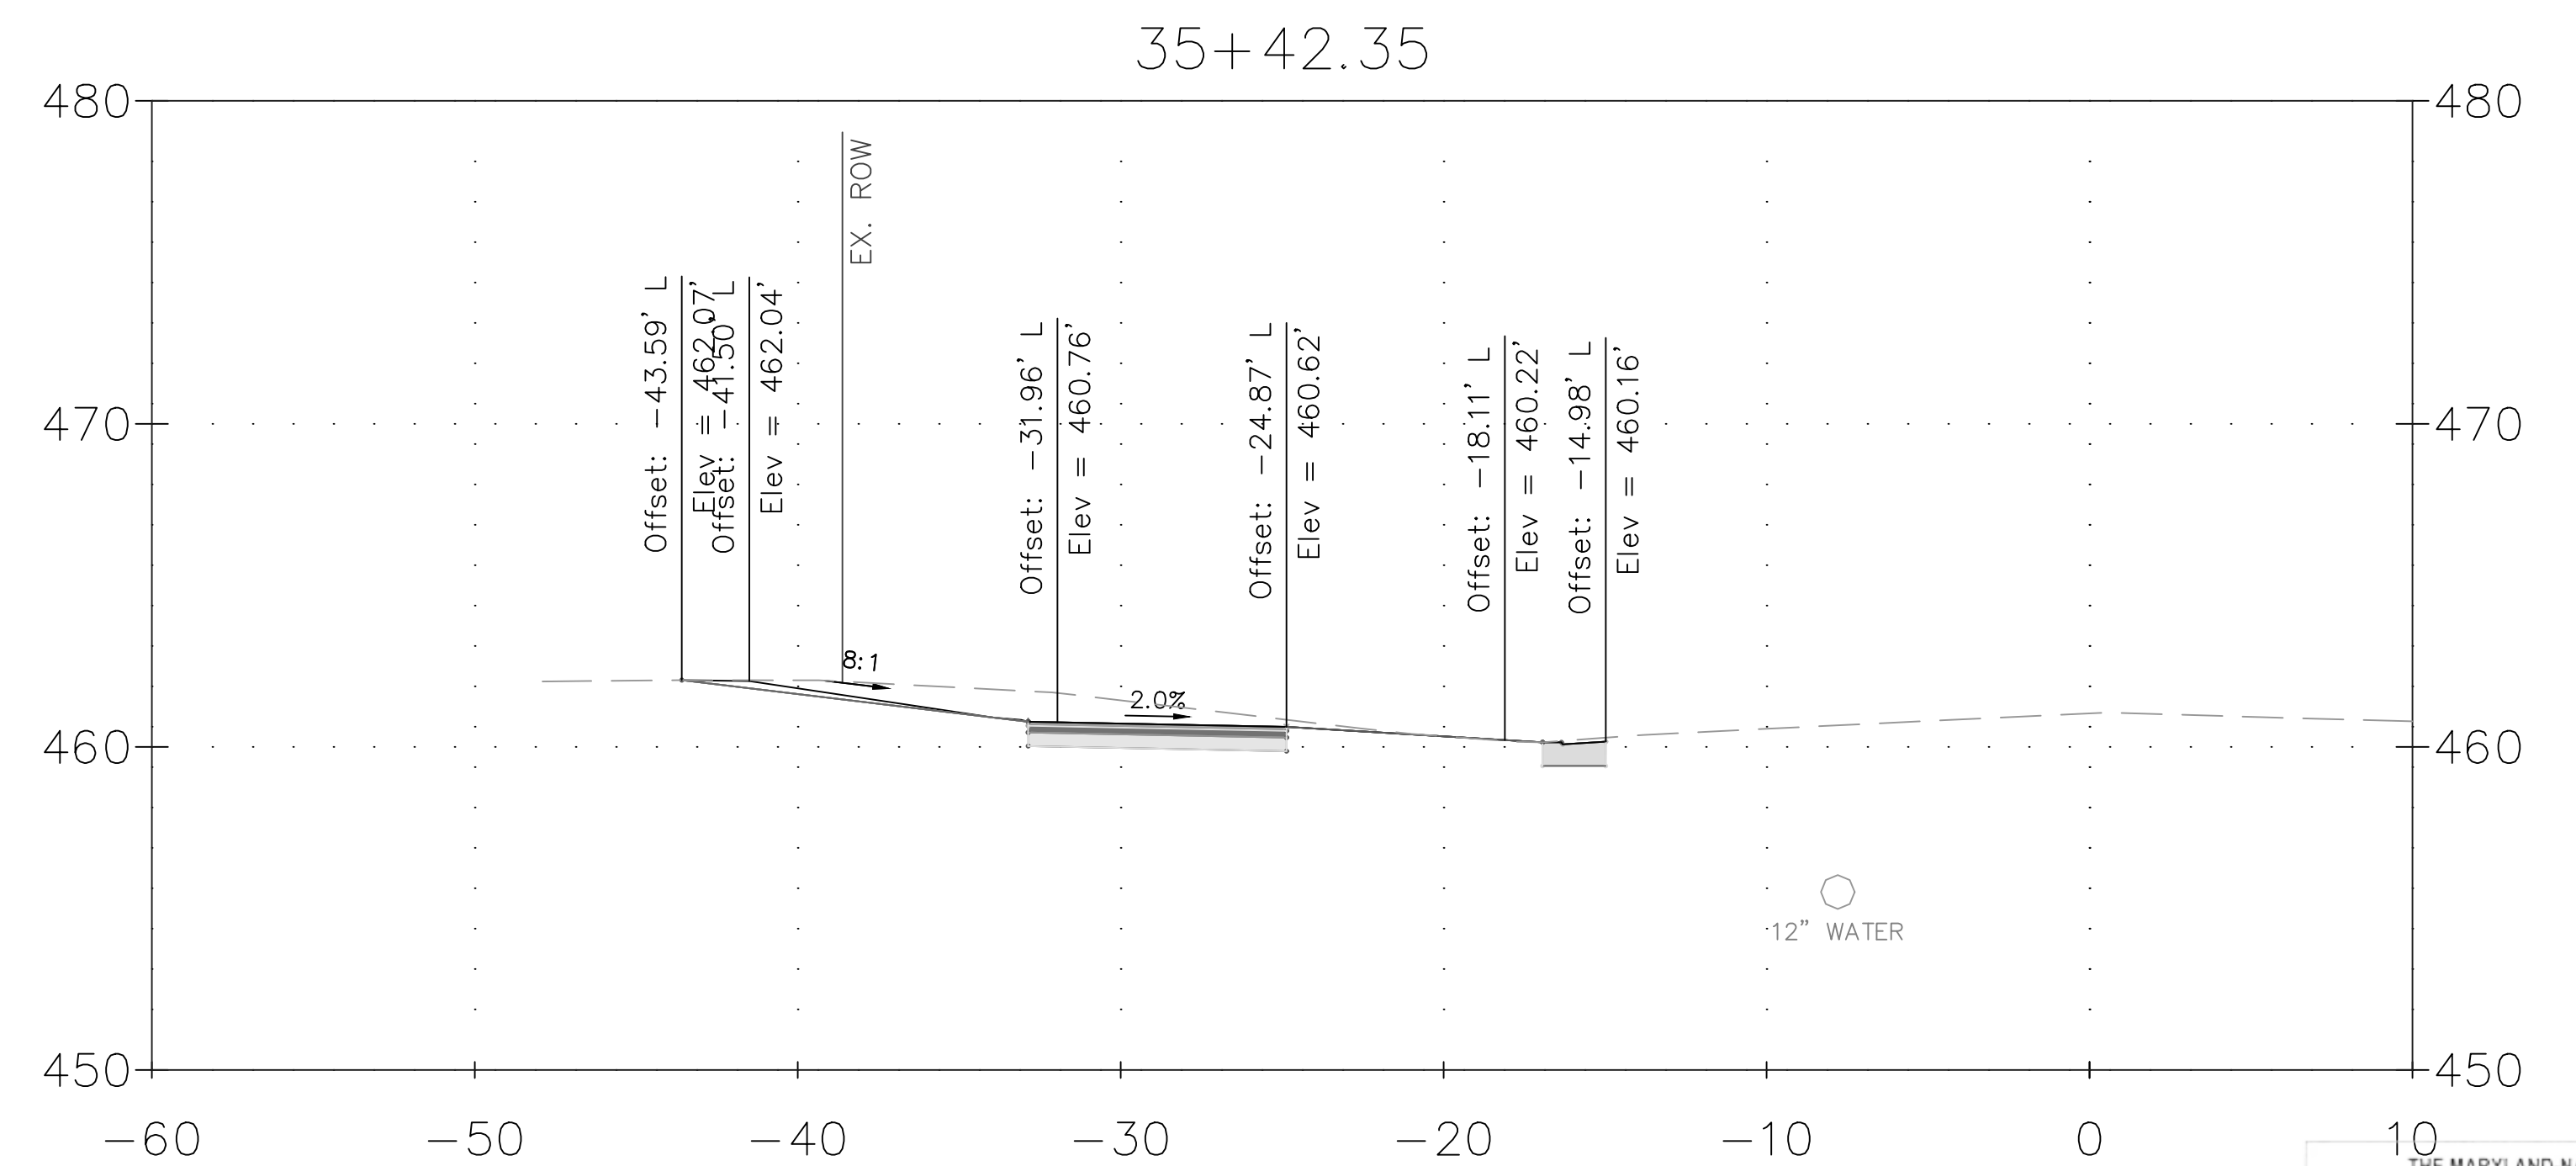 35+42.35
480
480
EX. ROW
Offset: -43.59' L
Elev = 462.07'
Offset: -41.50' L
Elev = 462.04'
Offset: -31.96' L
Elev = 460.76'
Offset: -24.87' L
Elev = 460.62'
Offset: -18.11' L
Elev = 460.22'
Offset: -14.98' L
Elev = 460.16'
470
470
8:1
2.0%
460
460
12" WATER
450
450
-60 -50 -40 -30 -20 -10 0 10
THE MARYLAND-N